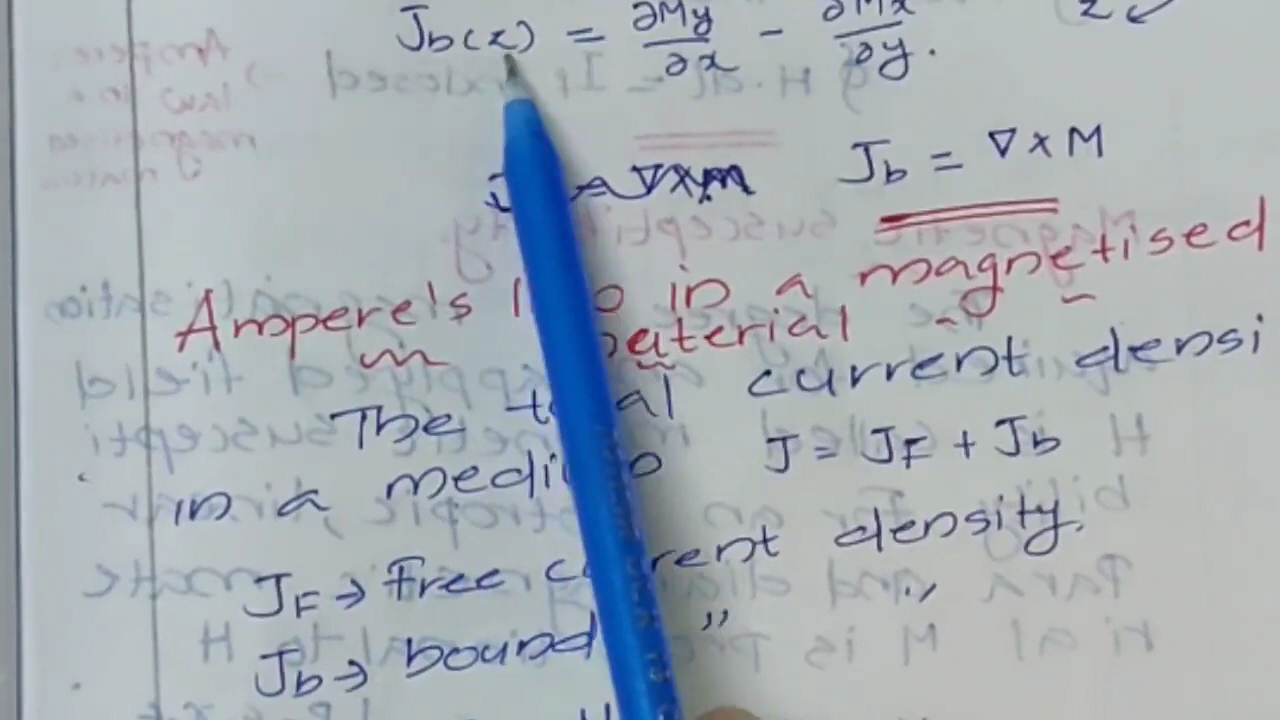 Jb(z) = ∂My/∂x - ∂Mx/∂y.
= ∇×M Jb = ∇×M
Ampere's in a magnetised
material
The total current densi
in a medium J = JF + Jb
JF → Free current density.
Jb → bound " "